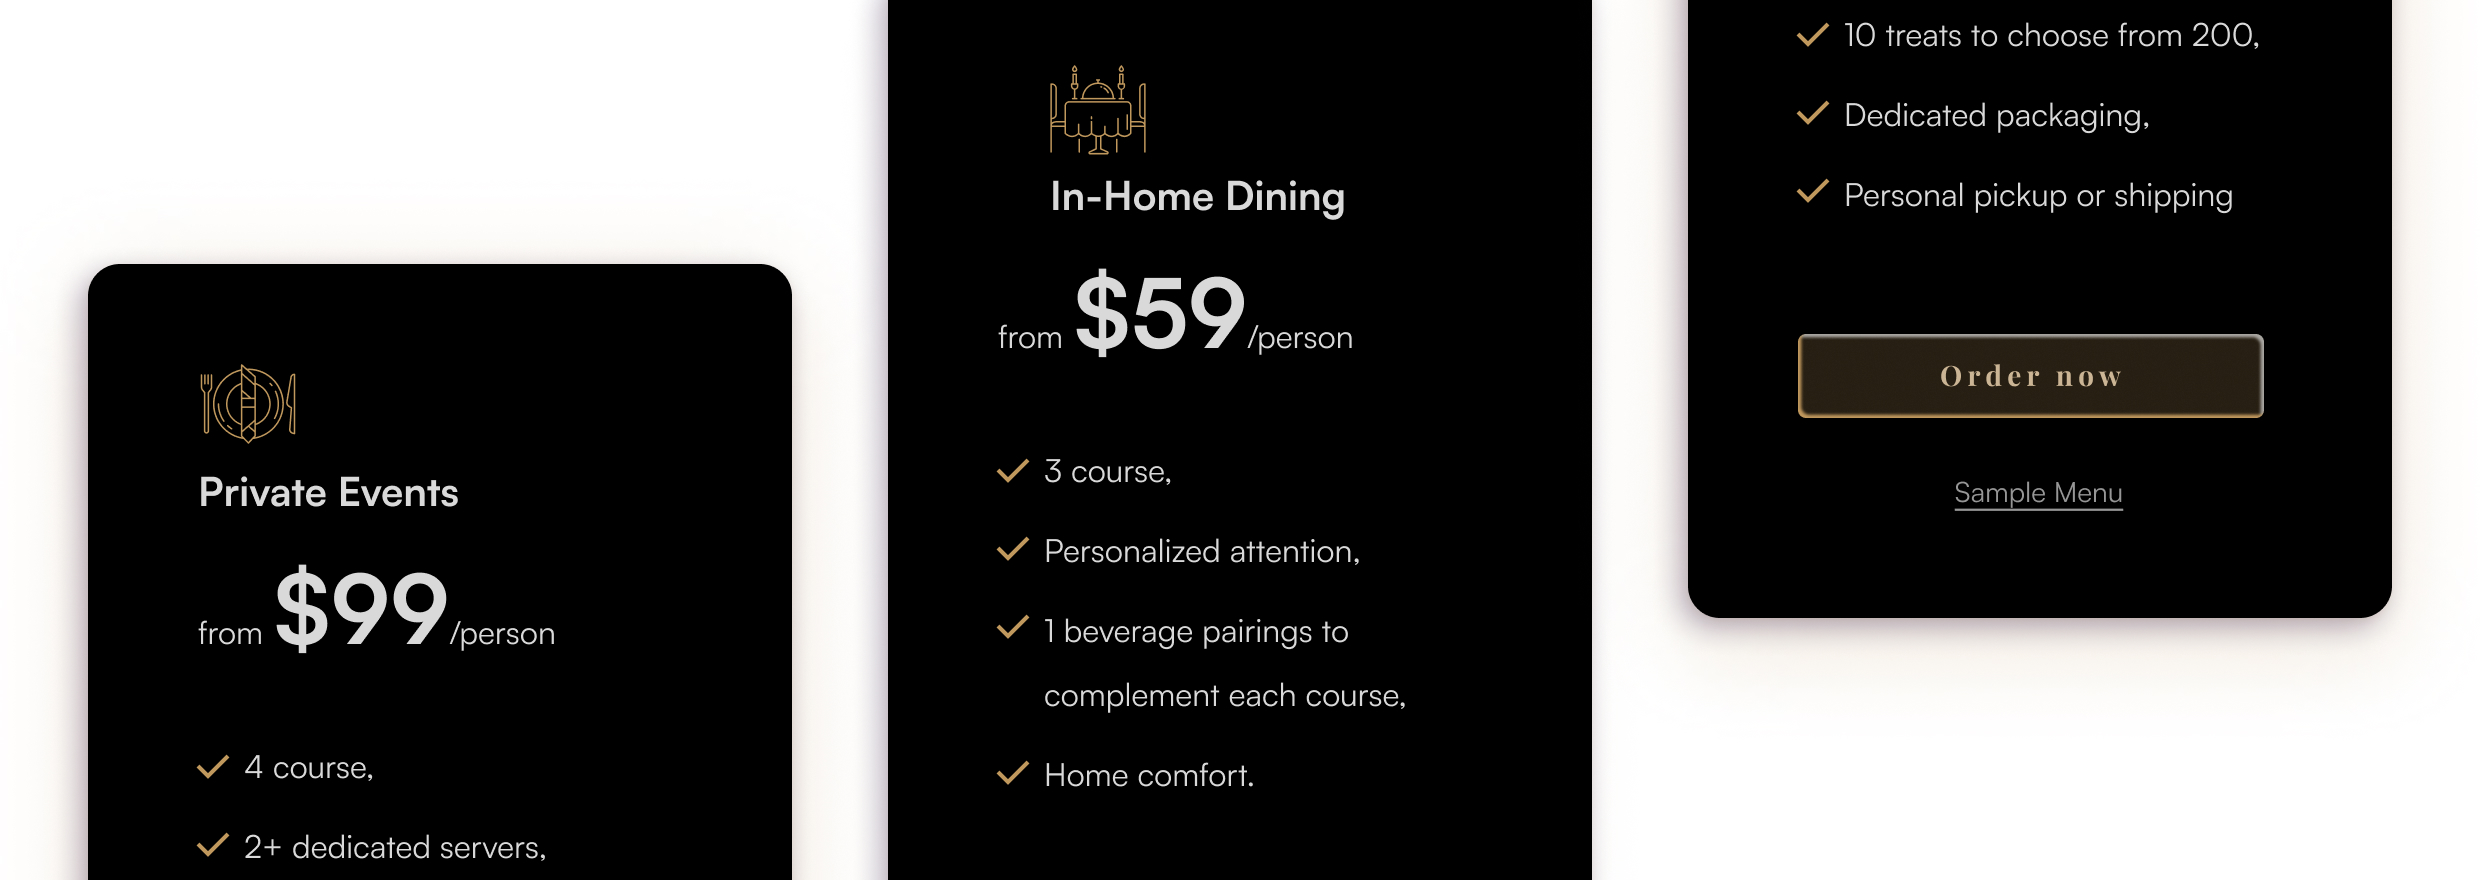 Private Events
from $99/person
4 course,
2+ dedicated servers,
In-Home Dining
from $59/person
3 course,
Personalized attention,
1 beverage pairings to
complement each course,
Home comfort.
10 treats to choose from 200,
Dedicated packaging,
Personal pickup or shipping
Order now
Sample Menu